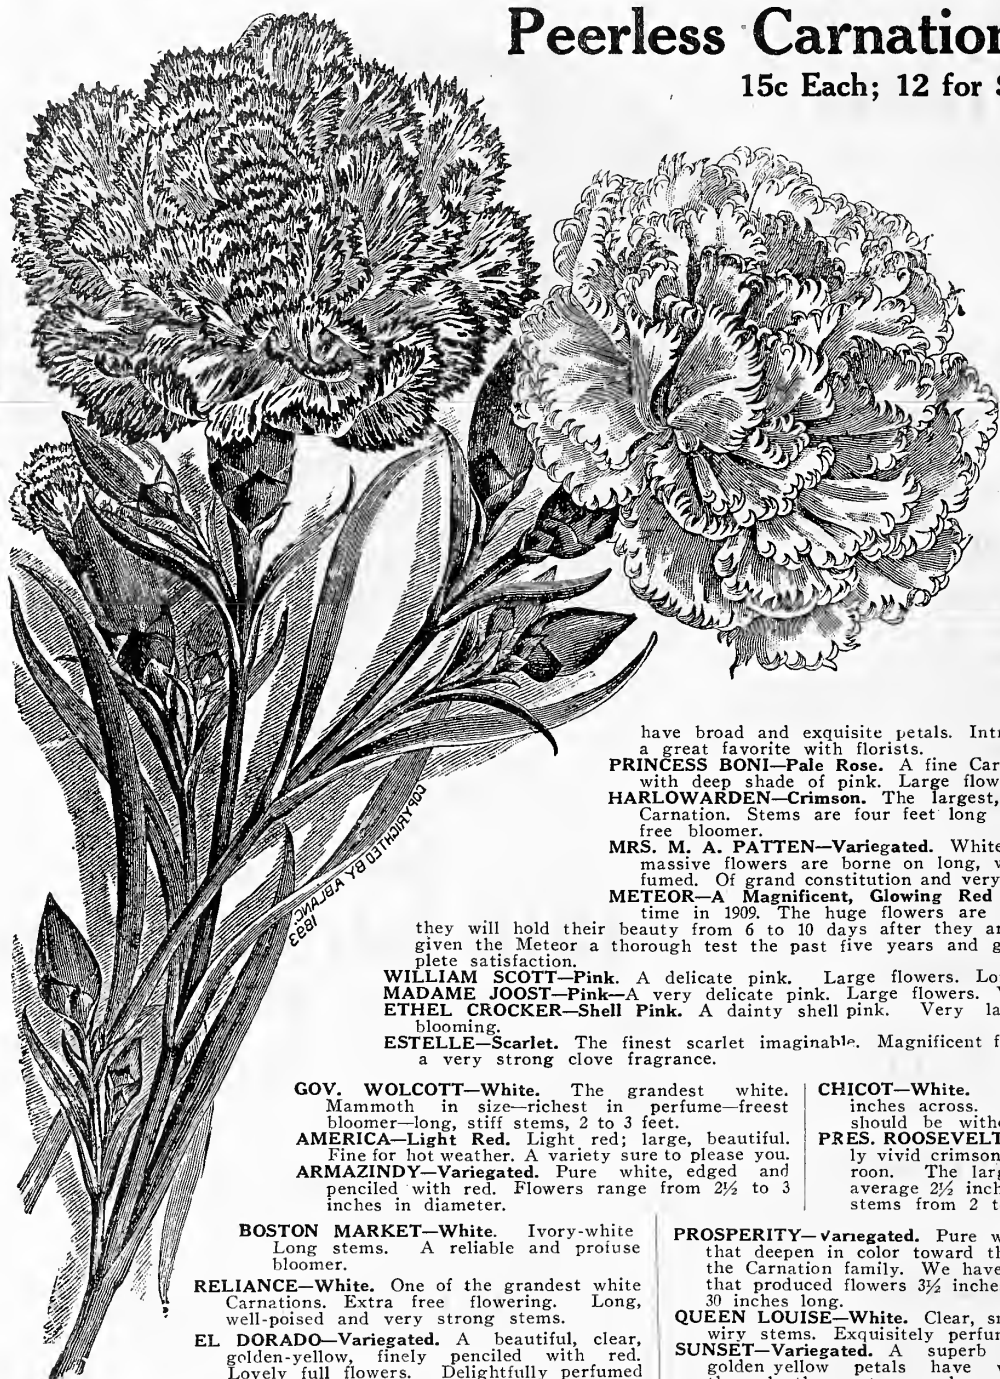 Peerless Carnation
15c Each; 12 for
have broad and exquisite petals.
a great favorite with florists.
PRINCESS BONI—Pale Rose. A fine Car
with deep shade of pink. Large flow
HARLOWARDEN—Crimson. The largest,
Carnation. Stems are four feet long
free bloomer.
MRS. M. A. PATTEN—Variegated. White
massive flowers are borne on long, v
fumed. Of grand constitution and very
METEOR—A Magnificent, Glowing Red
time in 1909. The huge flowers are
they will hold their beauty from 6 to 10 days after they ar
given the Meteor a thorough test the past five years and g
plete satisfaction.
WILLIAM SCOTT—Pink. A delicate pink. Large flowers. Lo
MADAME JOOST—Pink—A very delicate pink. Large flowers.
ETHEL CROCKER—Shell Pink. A dainty shell pink. Very la
blooming.
ESTELLE—Scarlet. The finest scarlet imaginable. Magnificent f
a very strong clove fragrance.
COPYRIGHTED BY A BLANC.
1893
GOV. WOLCOTT—White. The grandest white.
Mammoth in size—richest in perfume—freest
bloomer—long, stiff stems, 2 to 3 feet.
AMERICA—Light Red. Light red; large, beautiful.
Fine for hot weather. A variety sure to please you.
ARMAZINDY—Variegated. Pure white, edged and
penciled with red. Flowers range from 2½ to 3
inches in diameter.
BOSTON MARKET—White. Ivory-white
Long stems. A reliable and profuse
bloomer.
RELIANCE—White. One of the grandest white
Carnations. Extra free flowering. Long,
well-poised and very strong stems.
EL DORADO—Variegated. A beautiful, clear,
golden-yellow, finely penciled with red.
Lovely full flowers. Delightfully perfumed
CHICOT—White.
inches across.
should be with
PRES. ROOSEVELT
ly vivid crimson
roon. The larg
average 2½ inch
stems from 2 t
PROSPERITY—Variegated. Pure w
that deepen in color toward th
the Carnation family. We have
that produced flowers 3½ inche
30 inches long.
QUEEN LOUISE—White. Clear, sn
wiry stems. Exquisitely perfum
SUNSET—Variegated. A superb
golden yellow petals have